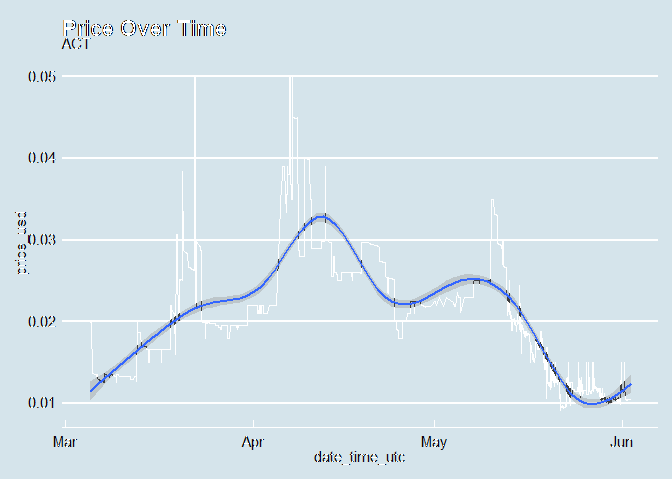 Price Over Time
ACT
0.05
0.04
0.03
0.02
0.01
price_usd
Mar
Apr
May
Jun
date_time_utc